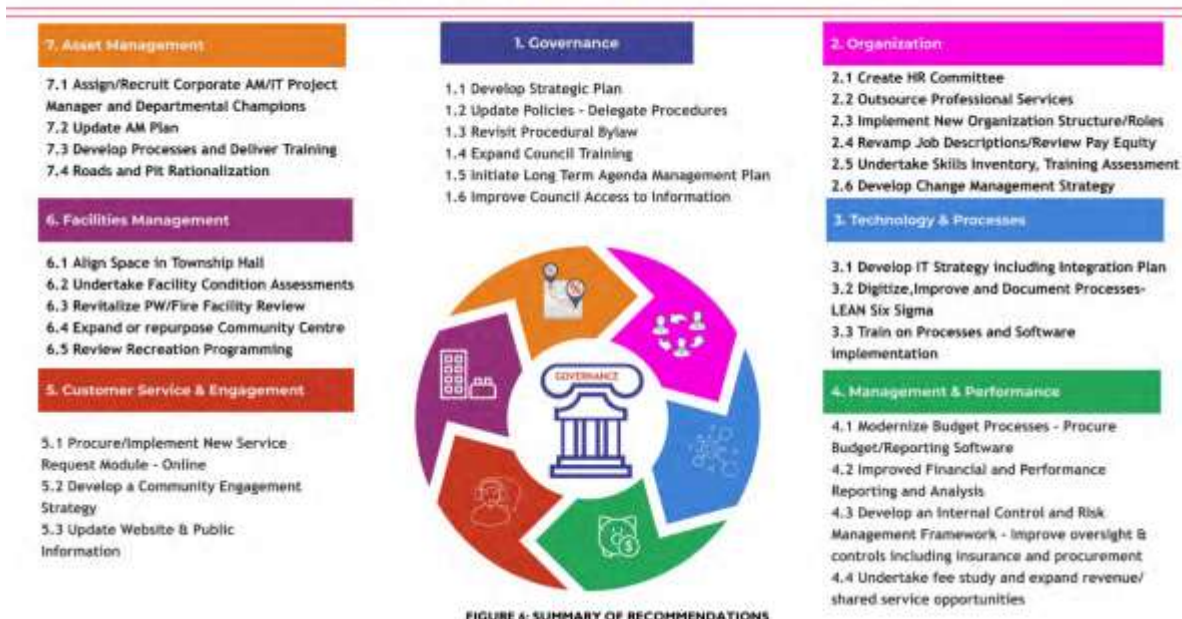 7. Asset Management
7.1 Assign/Recruit Corporate AM/IT Project
Manager and Departmental Champions
7.2 Update AM Plan
7.3 Develop Processes and Deliver Training
7.4 Roads and Pit Rationalization
6. Facilities Management
6.1 Align Space in Township Hall
6.2 Undertake Facility Condition Assessments
6.3 Revitalize PW/Fire Facility Review
6.4 Expand or repurpose Community Centre
6.5 Review Recreation Programming
5. Customer Service & Engagement
5.1 Procure/Implement New Service
Request Module - Online
5.2 Develop a Community Engagement
Strategy
5.3 Update Website & Public
Information
1. Governance
1.1 Develop Strategic Plan
1.2 Update Policies - Delegate Procedures
1.3 Revisit Procedural Bylaw
1.4 Expand Council Training
1.5 Initiate Long Term Agenda Management Plan
1.6 Improve Council Access to Information
GOVERNANCE
2. Organization
2.1 Create HR Committee
2.2 Outsource Professional Services
2.3 Implement New Organization Structure/Roles
2.4 Revamp Job Descriptions/Review Pay Equity
2.5 Undertake Skills Inventory, Training Assessment
2.6 Develop Change Management Strategy
3. Technology & Processes
3.1 Develop IT Strategy including Integration Plan
3.2 Digitize,Improve and Document Processes-
LEAN Six Sigma
3.3 Train on Processes and Software
Implementation
4. Management & Performance
4.1 Modernize Budget Processes - Procure
Budget/Reporting Software
4.2 Improved Financial and Performance
Reporting and Analysis
4.3 Develop an Internal Control and Risk
Management Framework - Improve oversight &
controls including insurance and procurement
4.4 Undertake fee study and expand revenue/
shared service opportunities
FIGURE 6: SUMMARY OF RECOMMENDATIONS